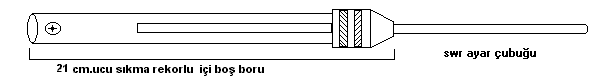 swr ayar çubuğu
21 cm.ucu sıkma rekorlu içi boş boru